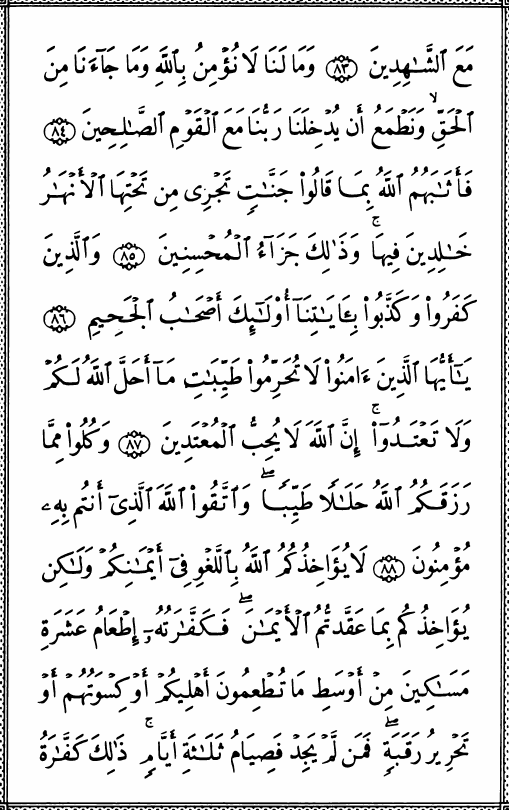 مَعَ ٱلشَّـٰهِدِينَ ٨٣ وَمَا لَنَا لَا نُؤْمِنُ بِٱللَّهِ وَمَا جَآءَنَا مِنَ
ٱلْحَقِّ ۙ وَنَطْمَعُ أَن يُدْخِلَنَا رَبُّنَا مَعَ ٱلْقَوْمِ ٱلصَّـٰلِحِينَ ٨٤
فَأَثَـٰبَهُمُ ٱللَّهُ بِمَا قَالُوا۟ جَنَّـٰتٍ تَجْرِى مِن تَحْتِهَا ٱلْأَنْهَـٰرُ
خَـٰلِدِينَ فِيهَا ۚ وَذَٰلِكَ جَزَآءُ ٱلْمُحْسِنِينَ ٨٥ وَٱلَّذِينَ
كَفَرُوا۟ وَكَذَّبُوا۟ بِـَٔايَـٰتِنَآ أُو۟لَـٰٓئِكَ أَصْحَـٰبُ ٱلْجَحِيمِ ٨٦
يَـٰٓأَيُّهَا ٱلَّذِينَ ءَامَنُوا۟ لَا تُحَرِّمُوا۟ طَيِّبَـٰتِ مَآ أَحَلَّ ٱللَّهُ لَكُمْ
وَلَا تَعْتَدُوٓا۟ ۚ إِنَّ ٱللَّهَ لَا يُحِبُّ ٱلْمُعْتَدِينَ ٨٧ وَكُلُوا۟ مِمَّا
رَزَقَكُمُ ٱللَّهُ حَلَـٰلًا طَيِّبًا ۖ وَٱتَّقُوا۟ ٱللَّهَ ٱلَّذِىٓ أَنتُم بِهِۦ
مُؤْمِنُونَ ٨٨ لَا يُؤَاخِذُكُمُ ٱللَّهُ بِٱللَّغْوِ فِىٓ أَيْمَـٰنِكُمْ وَلَـٰكِن
يُؤَاخِذُكُم بِمَا عَقَّدتُّمُ ٱلْأَيْمَـٰنَ ۖ فَكَفَّـٰرَتُهُۥٓ إِطْعَامُ عَشَرَةِ
مَسَـٰكِينَ مِنْ أَوْسَطِ مَا تُطْعِمُونَ أَهْلِيكُمْ أَوْ كِسْوَتُهُمْ أَوْ
تَحْرِيرُ رَقَبَةٍ ۖ فَمَن لَّمْ يَجِدْ فَصِيَامُ ثَلَـٰثَةِ أَيَّامٍ ۚ ذَٰلِكَ كَفَّـٰرَةُ